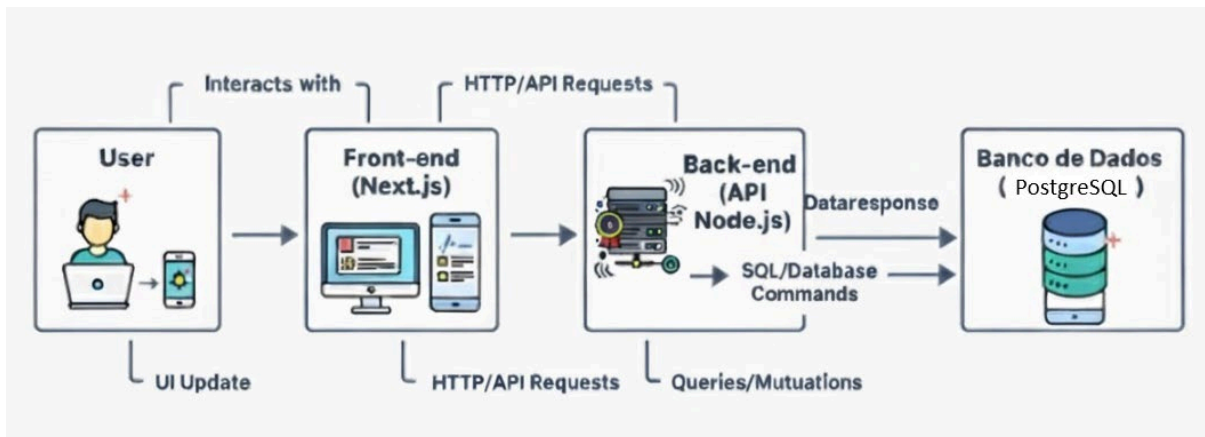 Interacts with
HTTP/API Requests
User
Front-end
(Next.js)
Back-end
(API
Node.js)
Dataresponse
SQL/Database
Commands
Banco de Dados
( PostgreSQL )
UI Update
HTTP/API Requests
Queries/Mutuations